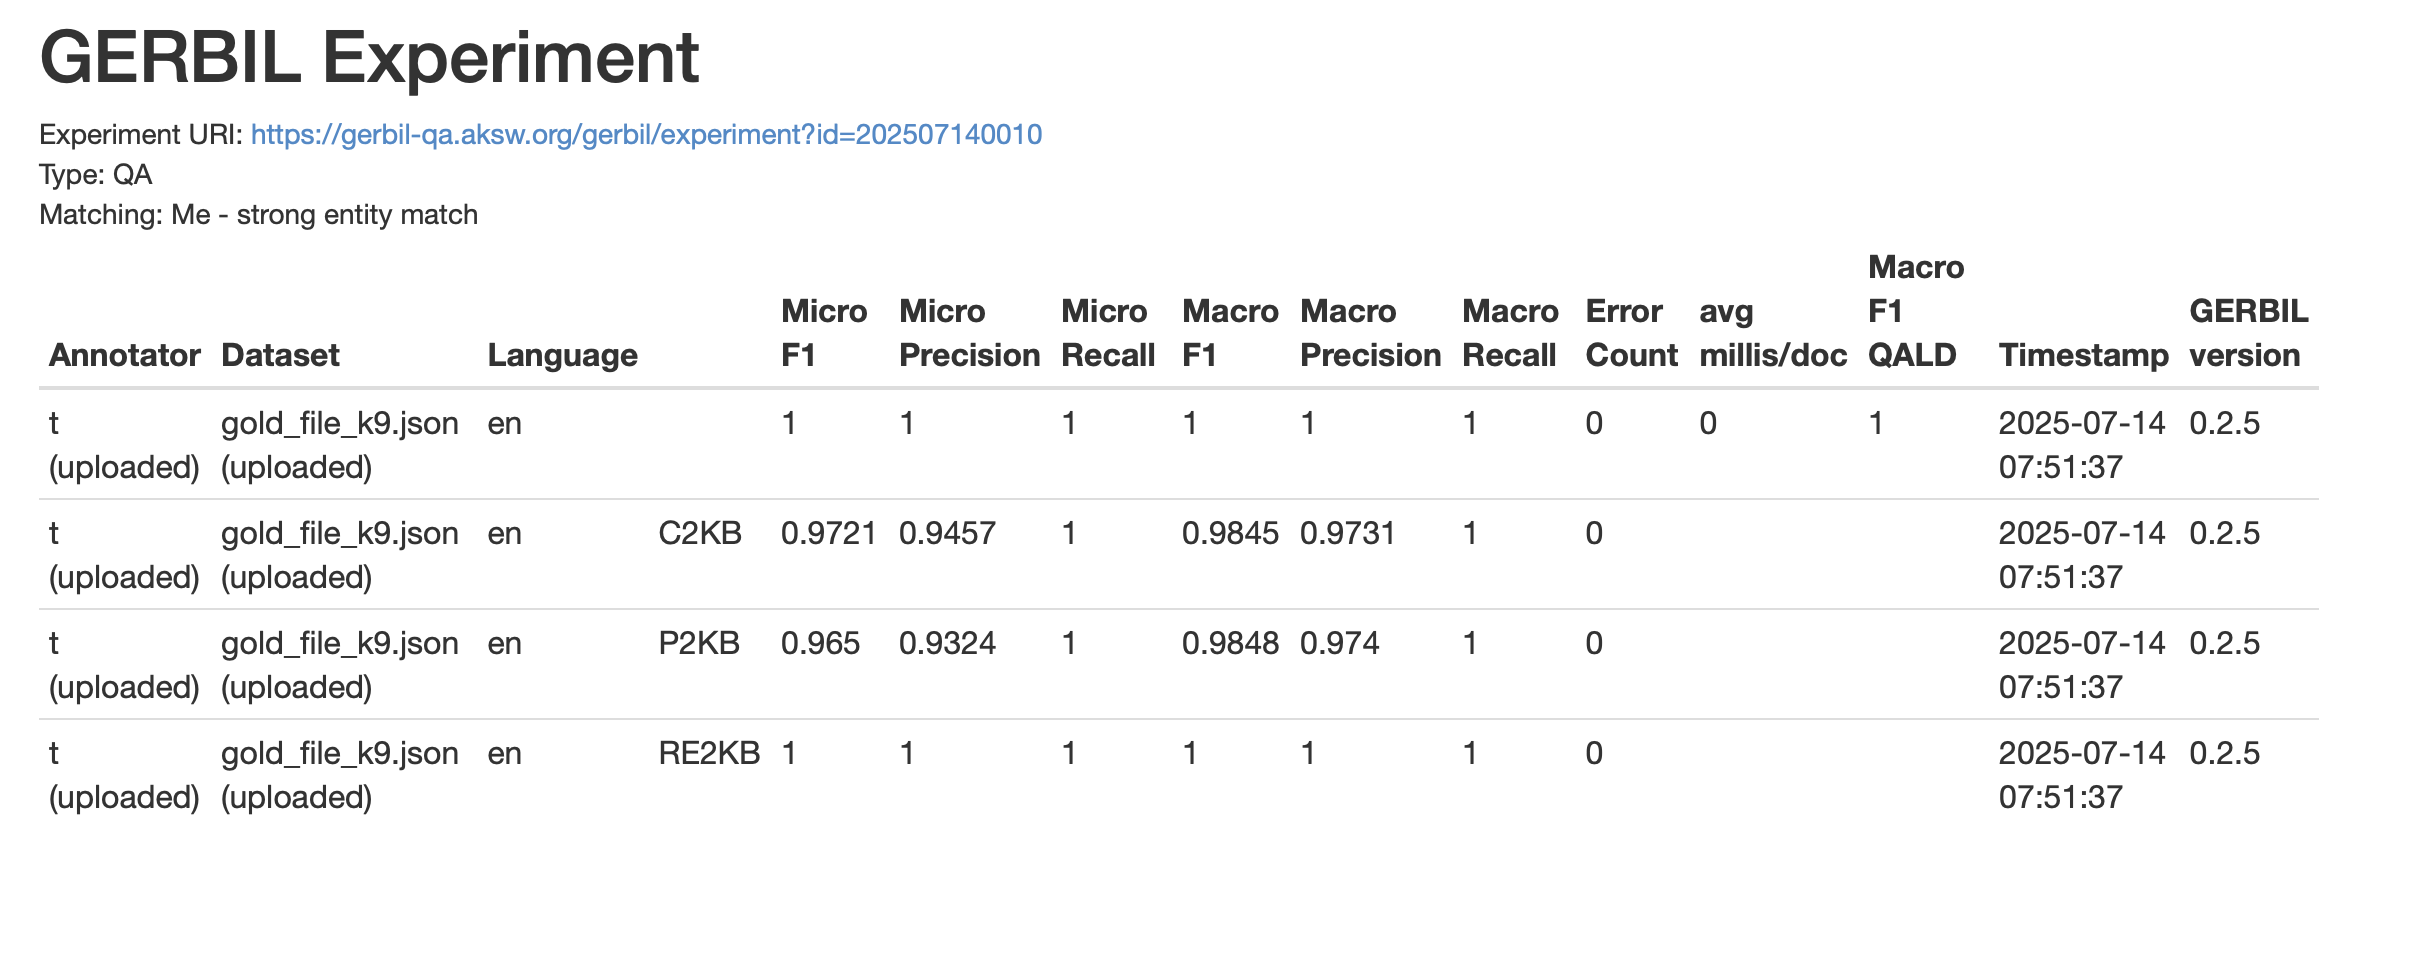 GERBIL Experiment
Experiment URI: https://gerbil-qa.aksw.org/gerbil/experiment?id=202507140010
Type: QA
Matching: Me - strong entity match
Macro
Micro Micro Micro Macro Macro Macro Error avg F1 GERBIL
Annotator Dataset Language F1 Precision Recall F1 Precision Recall Count millis/doc QALD Timestamp version
t gold_file_k9.json en 1 1 1 1 1 1 0 0 1 2025-07-14 0.2.5
(uploaded) (uploaded) 07:51:37
t gold_file_k9.json en C2KB 0.9721 0.9457 1 0.9845 0.9731 1 0 2025-07-14 0.2.5
(uploaded) (uploaded) 07:51:37
t gold_file_k9.json en P2KB 0.965 0.9324 1 0.9848 0.974 1 0 2025-07-14 0.2.5
(uploaded) (uploaded) 07:51:37
t gold_file_k9.json en RE2KB 1 1 1 1 1 1 0 2025-07-14 0.2.5
(uploaded) (uploaded) 07:51:37